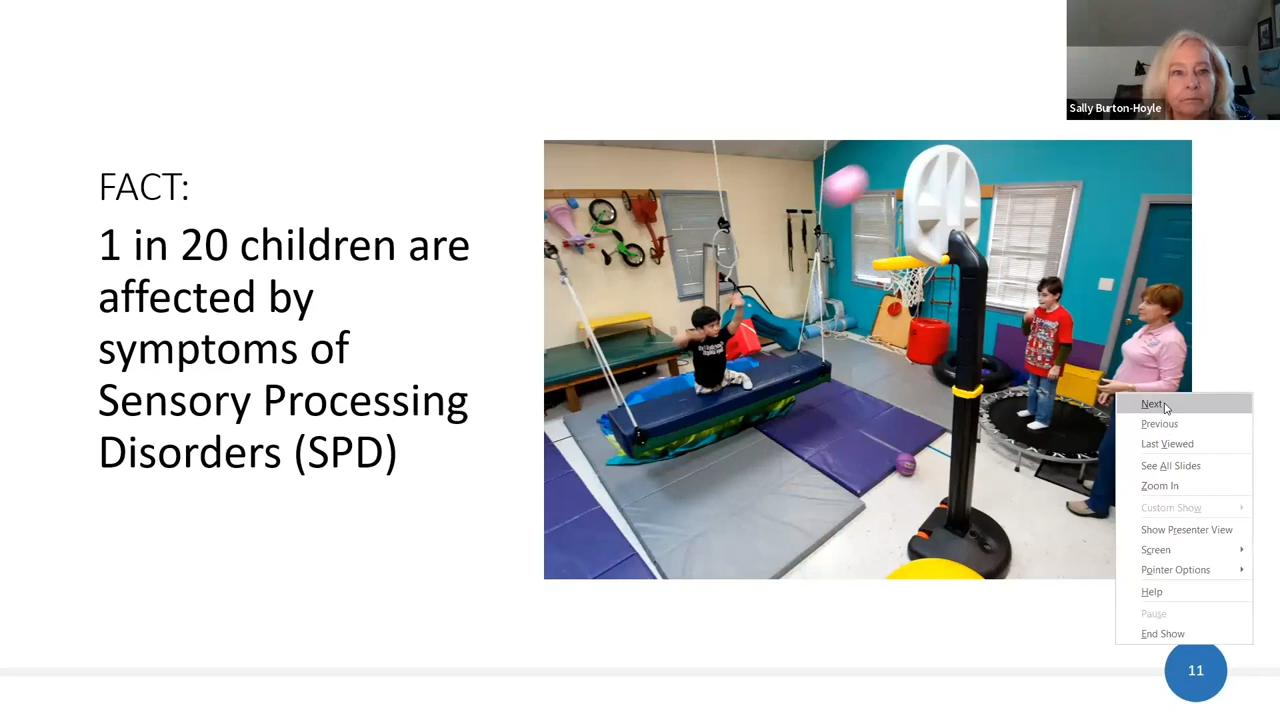 Sally Burton-Hoyle
FACT:
1 in 20 children are
affected by
symptoms of
Sensory Processing
Disorders (SPD)
Next
Previous
Last Viewed
See All Slides
Zoom In
Custom Show
Show Presenter View
Screen
Pointer Options
Help
Pause
End Show
11